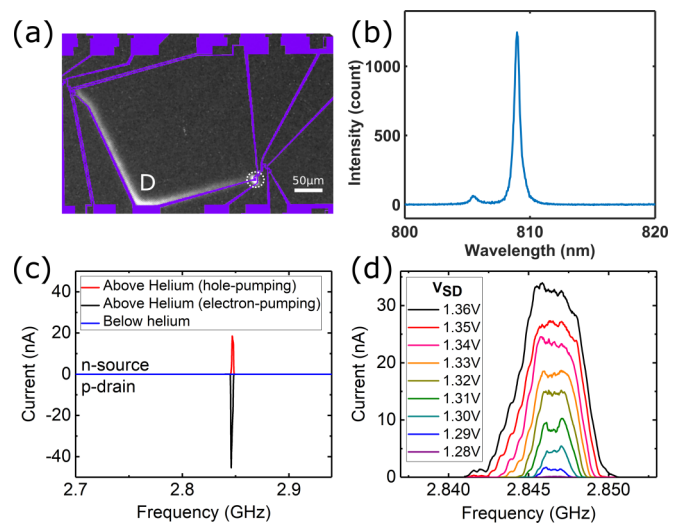 (a)
D
50μm
(b)
Intensity (count)
1000
500
0
800
810
820
Wavelength (nm)
(c)
Current (nA)
40
20
0
-20
-40
Above Helium (hole-pumping)
Above Helium (electron-pumping)
Below helium
n-source
p-drain
2.7
2.8
2.9
Frequency (GHz)
(d)
Current (nA)
30
20
10
0
VSD
1.36V
1.35V
1.34V
1.33V
1.32V
1.31V
1.30V
1.29V
1.28V
2.840
2.845
2.850
Frequency (GHz)